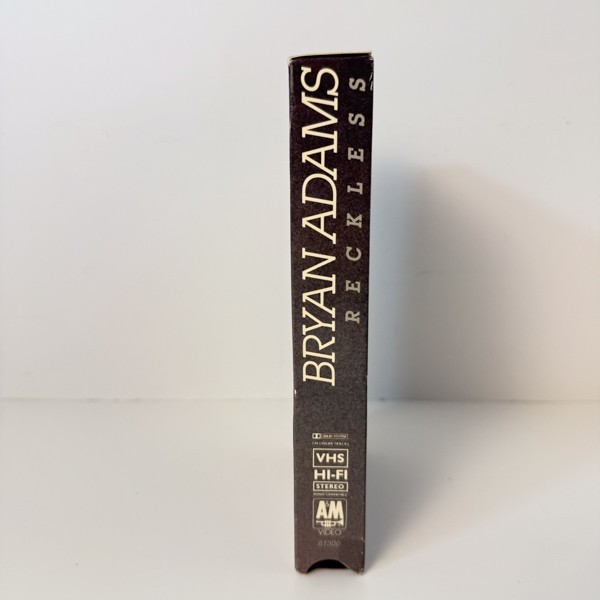 BRYAN ADAMS
RECKLESS
VHS
HI-FI
STEREO
A&M
VIDEO